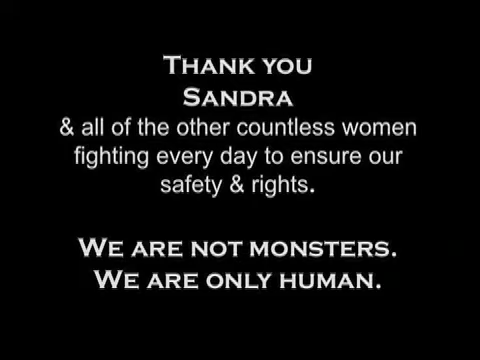 Thank you
Sandra
& all of the other countless women
fighting every day to ensure our
safety & rights.
We are not monsters.
We are only human.